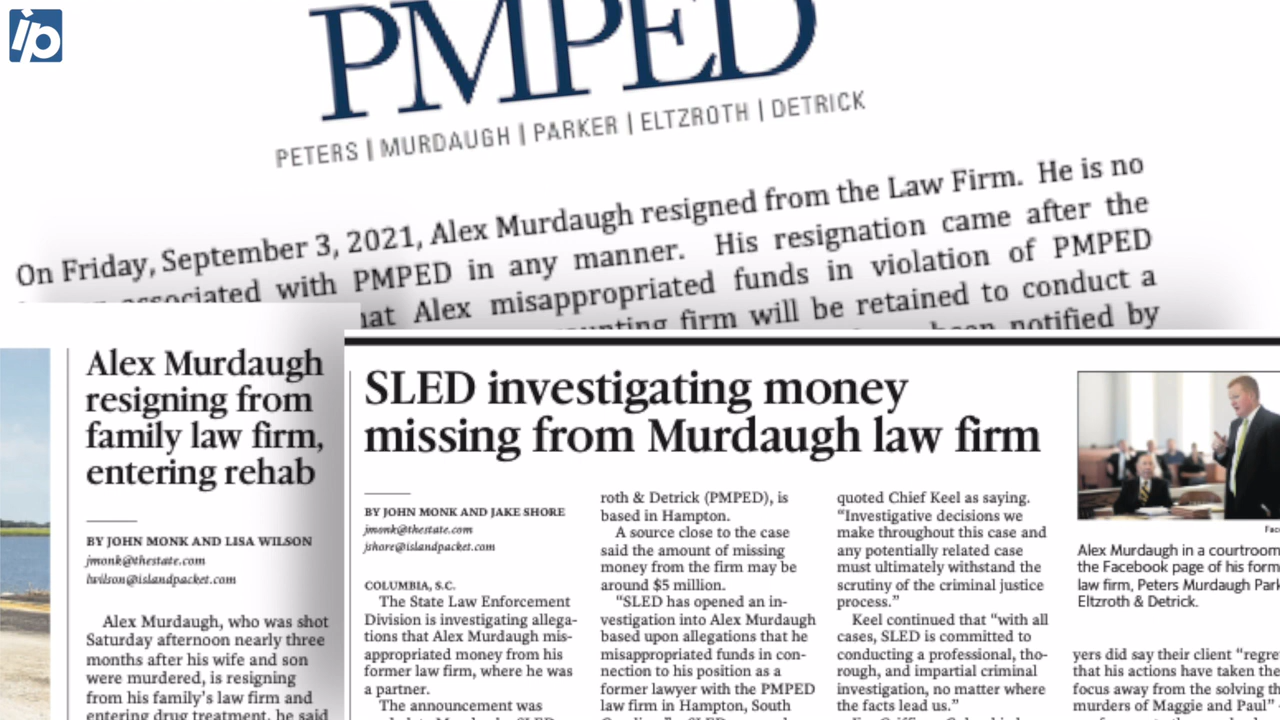 ip
PMPED
PETERS | MURDAUGH | PARKER | ELTZROTH | DETRICK
On Friday, September 3, 2021, Alex Murdaugh resigned from the Law Firm. He is no
associated with PMPED in any manner. His resignation came after the
Alex misappropriated funds in violation of PMPED
firm will be retained to conduct a
notified by
Alex Murdaugh
resigning from
family law firm,
entering rehab
BY JOHN MONK AND LISA WILSON
jmonk@thestate.com
lwilson@islandpacket.com
Alex Murdaugh, who was shot
Saturday afternoon nearly three
months after his wife and son
were murdered, is resigning
from his family's law firm and
entering drug treatment, he said
SLED investigating money
missing from Murdaugh law firm
BY JOHN MONK AND JAKE SHORE
jmonk@thestate.com
jshore@islandpacket.com
COLUMBIA, S.C.
The State Law Enforcement
Division is investigating allega-
tions that Alex Murdaugh mis-
appropriated money from his
former law firm, where he was
a partner.
The announcement was
roth & Detrick (PMPED), is
based in Hampton.
A source close to the case
said the amount of missing
money from the firm may be
around $5 million.
"SLED has opened an in-
vestigation into Alex Murdaugh
based upon allegations that he
misappropriated funds in con-
nection to his position as a
former lawyer with the PMPED
law firm in Hampton, South
quoted Chief Keel as saying.
"Investigative decisions we
make throughout this case and
any potentially related case
must ultimately withstand the
scrutiny of the criminal justice
process."
Keel continued that "with all
cases, SLED is committed to
conducting a professional, tho-
rough, and impartial criminal
investigation, no matter where
the facts lead us."
Fac
Alex Murdaugh in a courtroom
the Facebook page of his form
law firm, Peters Murdaugh Park
Eltzroth & Detrick.
yers did say their client "regre
that his actions have taken the
focus away from the solving th
murders of Maggie and Paul"